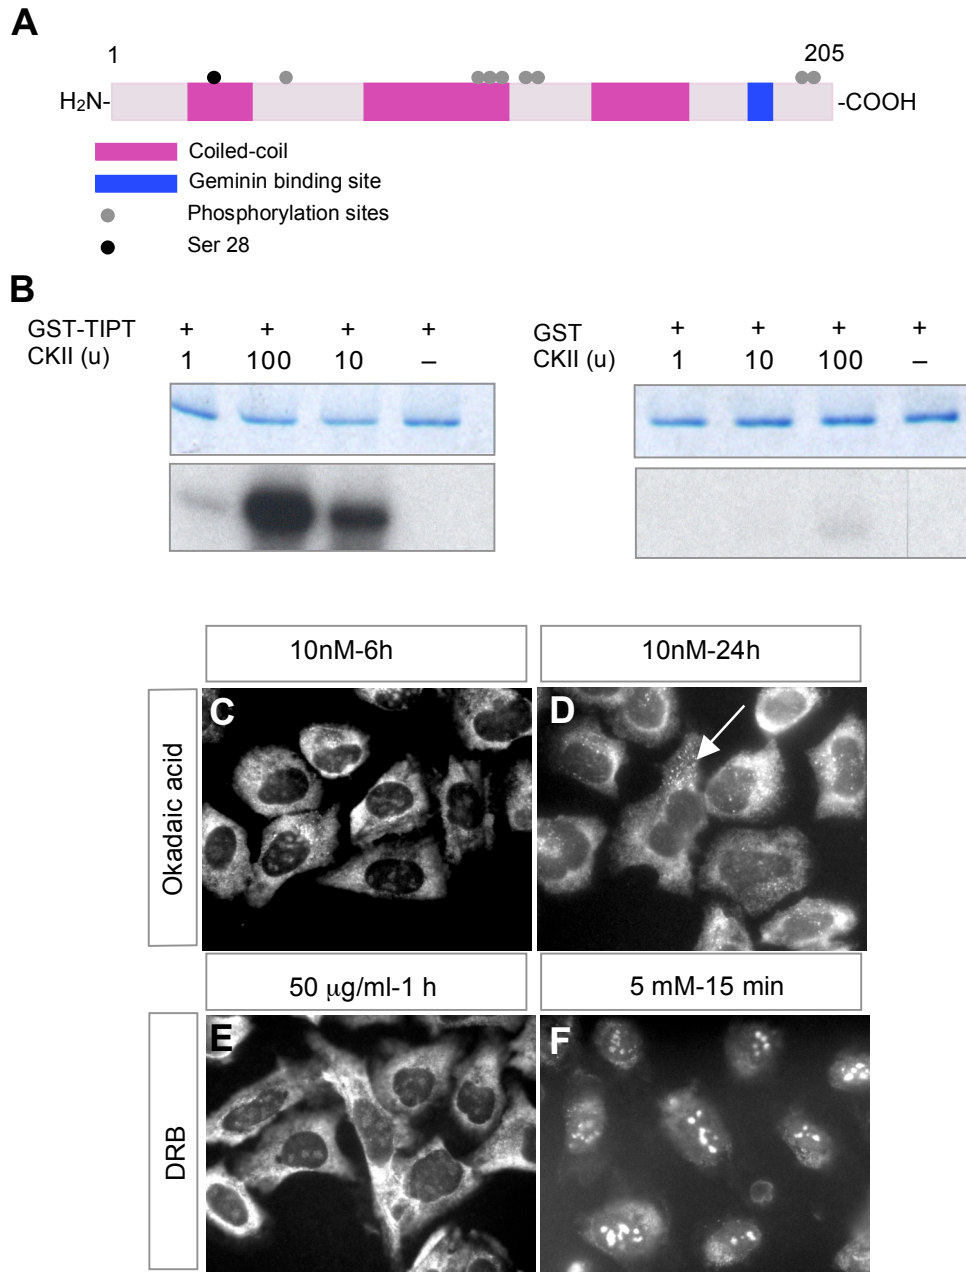 A
1 205
H₂N- -COOH
Coiled-coil
Geminin binding site
Phosphorylation sites
Ser 28
B
GST-TIPT + + + +
CKII (u) 1 100 10 –
GST + + + +
CKII (u) 1 10 100 –
10nM-6h 10nM-24h
Okadaic acid
C D
50 µg/ml-1 h 5 mM-15 min
DRB
E F